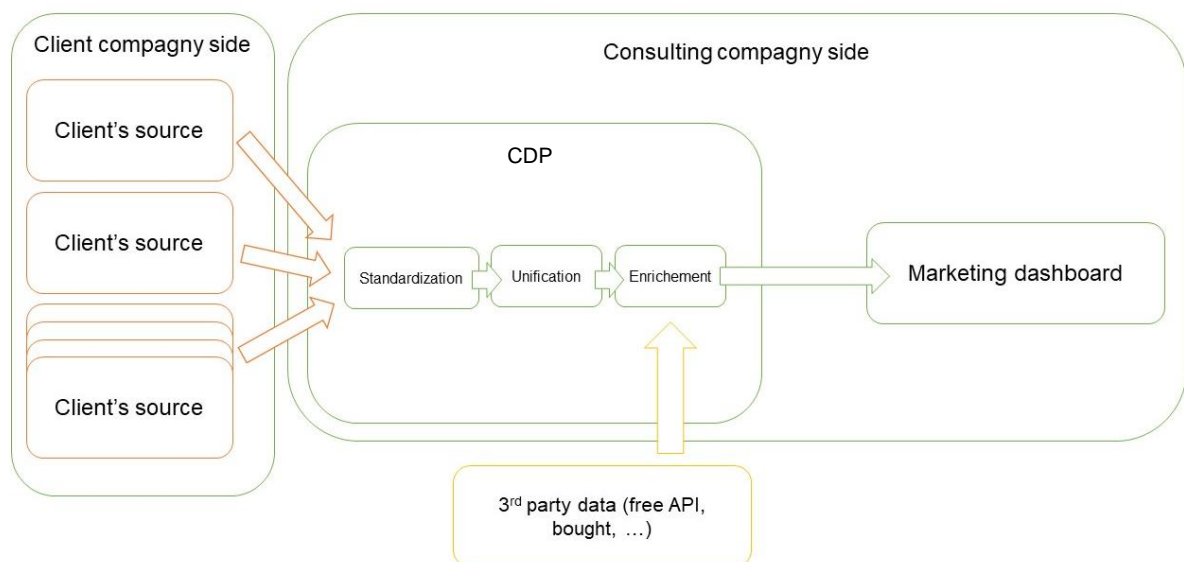 Client compagny side
Client's source
Client's source
Client's source
Consulting compagny side
CDP
Standardization
Unification
Enrichement
Marketing dashboard
3rd party data (free API,
bought, …)